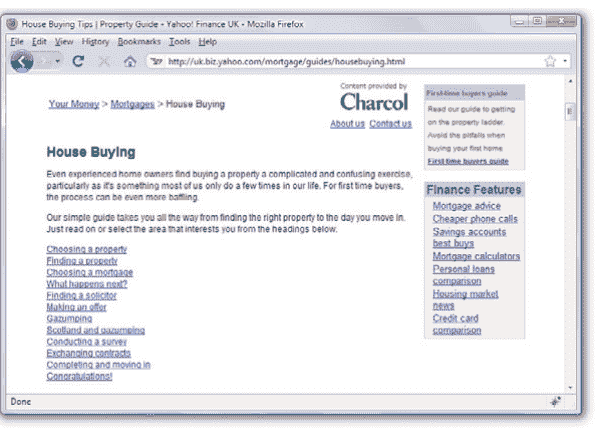 House Buying Tips | Property Guide - Yahoo! Finance UK - Mozilla Firefox
File Edit View History Bookmarks Tools Help
http://uk.biz.yahoo.com/mortgage/guides/housebuying.html
Your Money > Mortgages > House Buying
Content provided by
Charcol
About us Contact us
House Buying
Even experienced home owners find buying a property a complicated and confusing exercise,
particularly as it's something most of us only do a few times in our life. For first time buyers,
the process can be even more baffling.
Our simple guide takes you all the way from finding the right property to the day you move in.
Just read on or select the area that interests you from the headings below.
Choosing a property
Finding a property
Choosing a mortgage
What happens next?
Finding a solicitor
Making an offer
Gazumping
Scotland and gazumping
Conducting a survey
Exchanging contracts
Completing and moving in
Congratulations!
First-time buyers guide
Read our guide to getting
on the property ladder.
Avoid the pitfalls when
buying your first home
First time buyers guide
Finance Features
Mortgage advice
Cheaper phone calls
Savings accounts
best buys
Mortgage calculators
Personal loans
comparison
Housing market
news
Credit card
comparison
Done